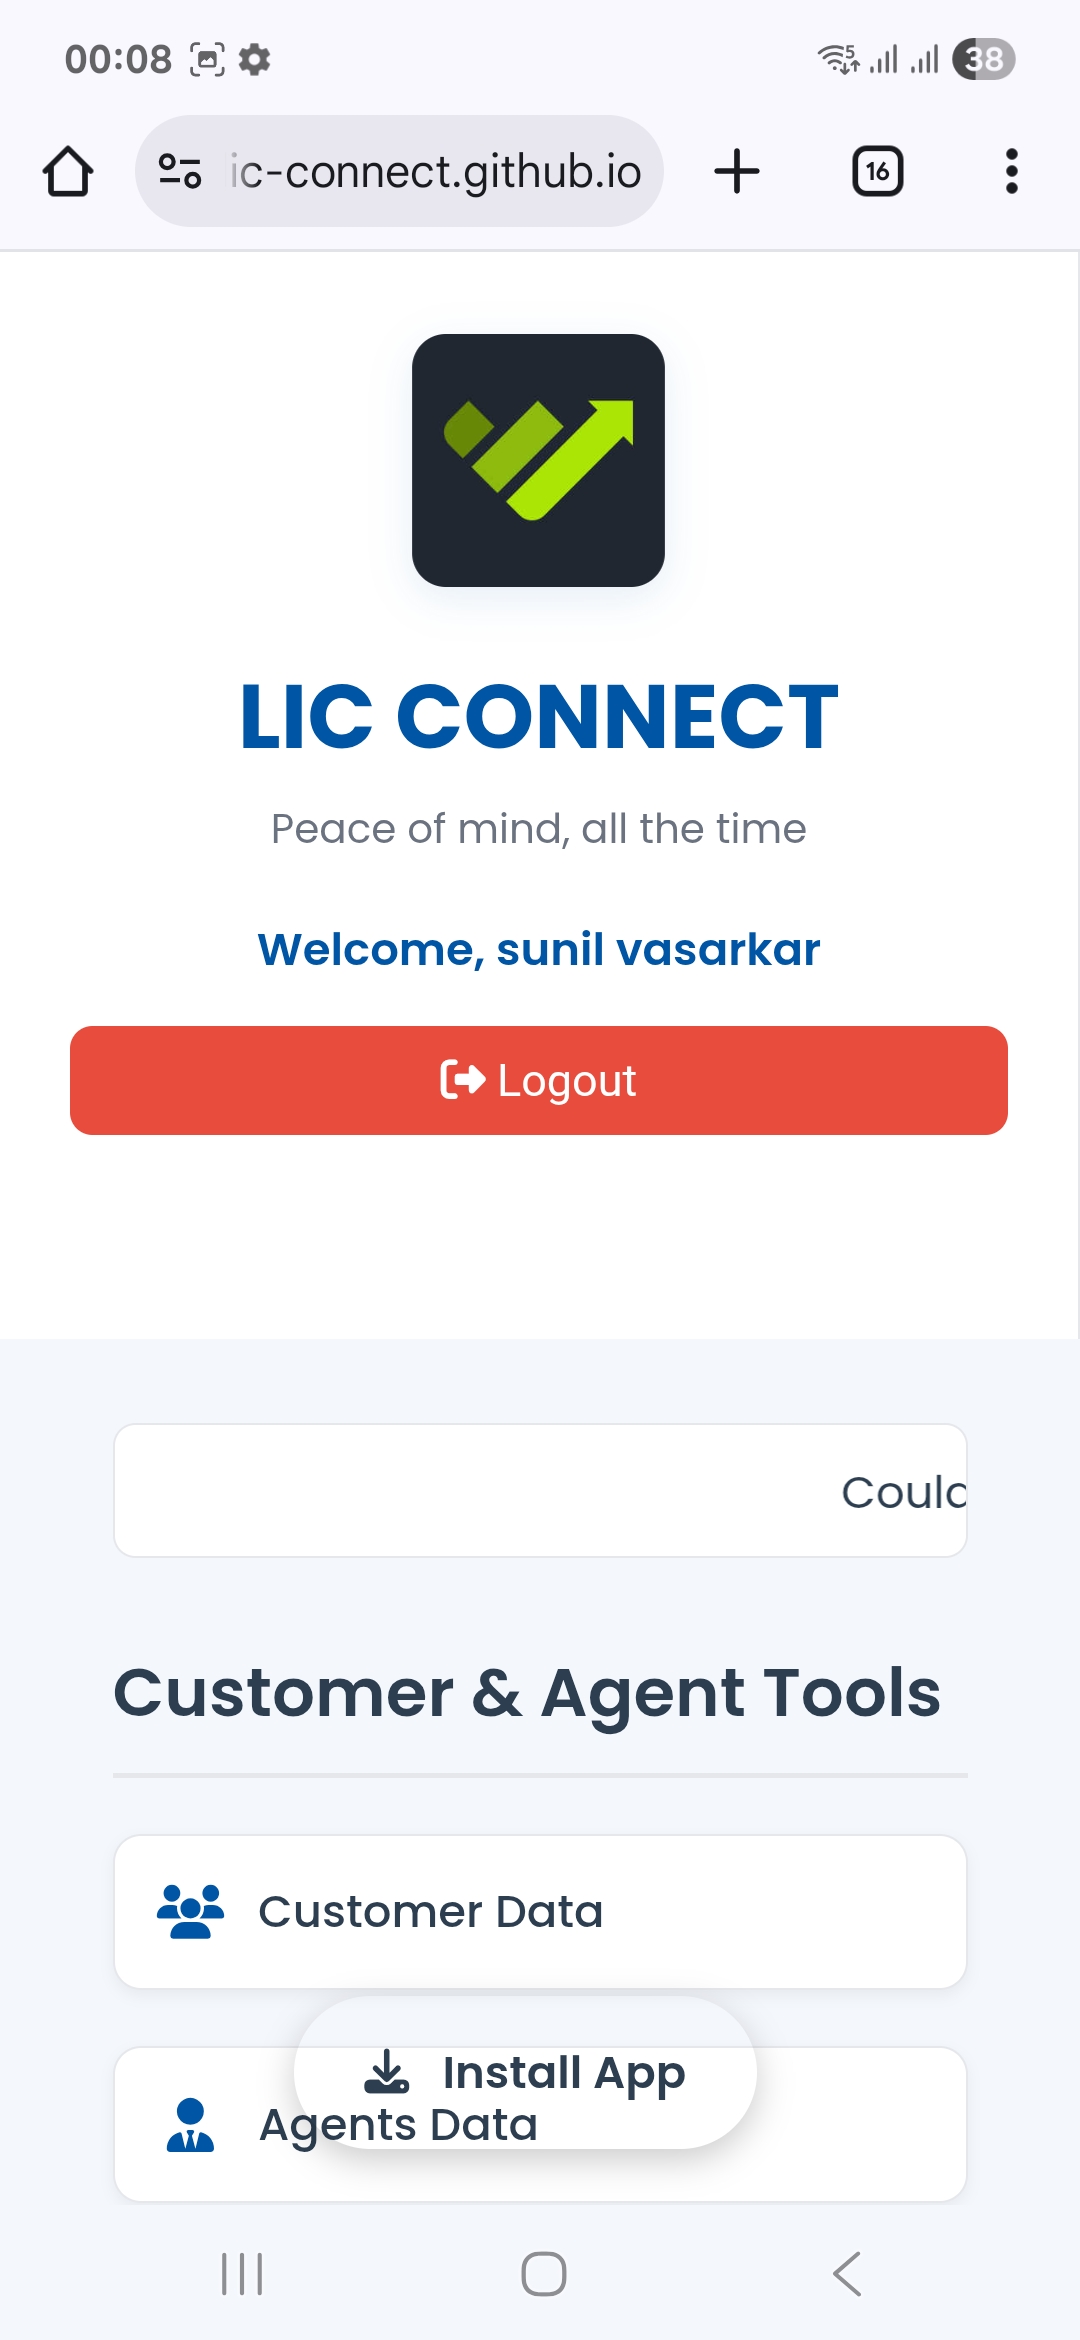 00:08
38
ic-connect.github.io
16
LIC CONNECT
Peace of mind, all the time
Welcome, sunil vasarkar
Logout
Customer & Agent Tools
Customer Data
Install App
Agents Data